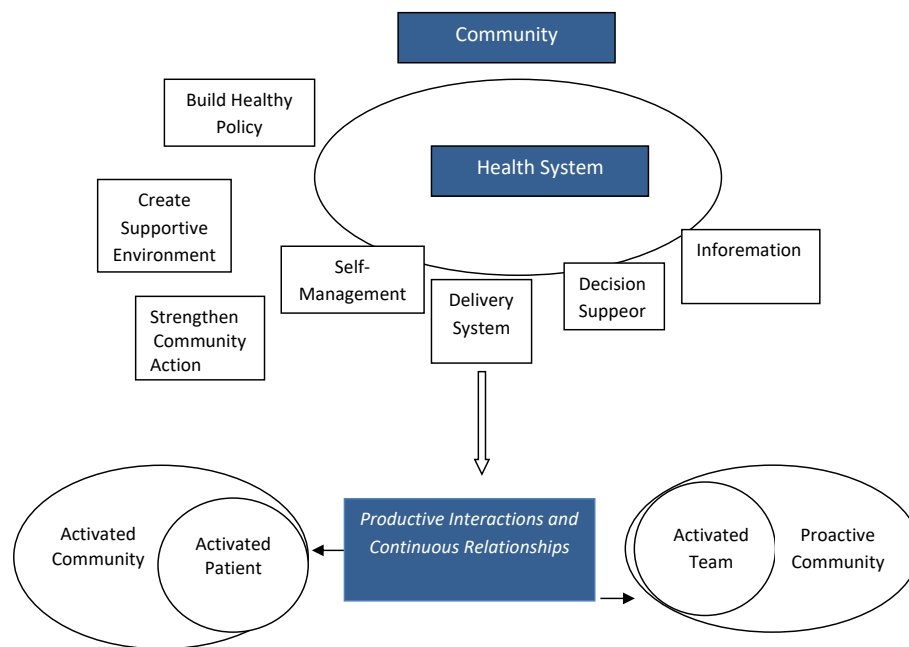 Community
Build Healthy
Policy
Health System
Create
Supportive
Environment
Self-
Management
Delivery
System
Decision
Suppeor
Inforemation
Strengthen
Community
Action
Productive Interactions and
Continuous Relationships
Activated
Community
Activated
Patient
Activated
Team
Proactive
Community